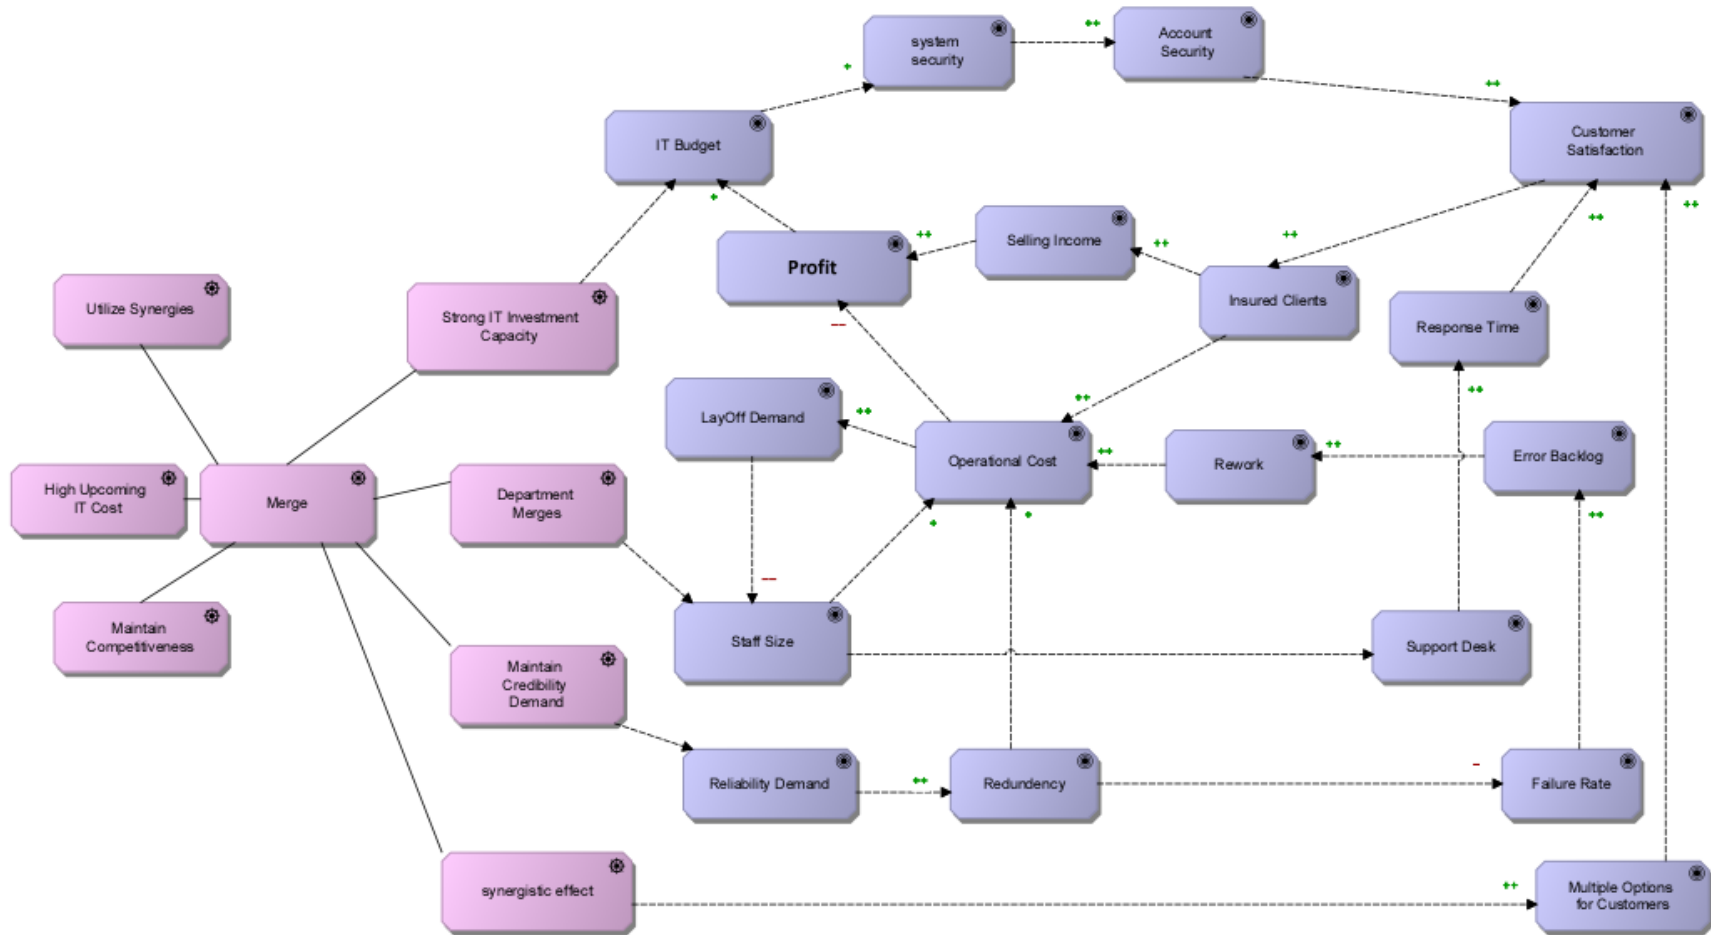 system
security
++
Account
Security
+
++
IT Budget
Customer
Satisfaction
+
Selling Income
++
++
++
++
++
Profit
Insured Clients
Utilize Synergies
Strong IT Investment
Capacity
--
Response Time
LayOff Demand
++
++
++
Operational Cost
++
Rework
++
Error Backlog
High Upcoming
IT Cost
Merge
Department
Merges
+
+
++
--
Maintain
Competitiveness
Staff Size
Support Desk
Maintain
Credibility
Demand
Reliability Demand
++
Redundency
-
Failure Rate
synergistic effect
++
Multiple Options
for Customers